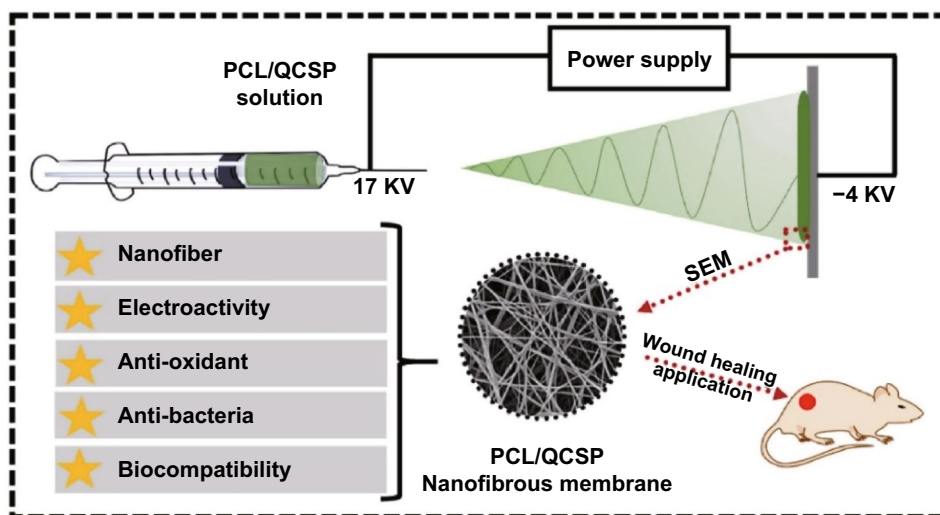 PCL/QCSP
solution
Power supply
17 KV
−4 KV
Nanofiber
Electroactivity
Anti-oxidant
Anti-bacteria
Biocompatibility
SEM
Wound healing
application
PCL/QCSP
Nanofibrous membrane